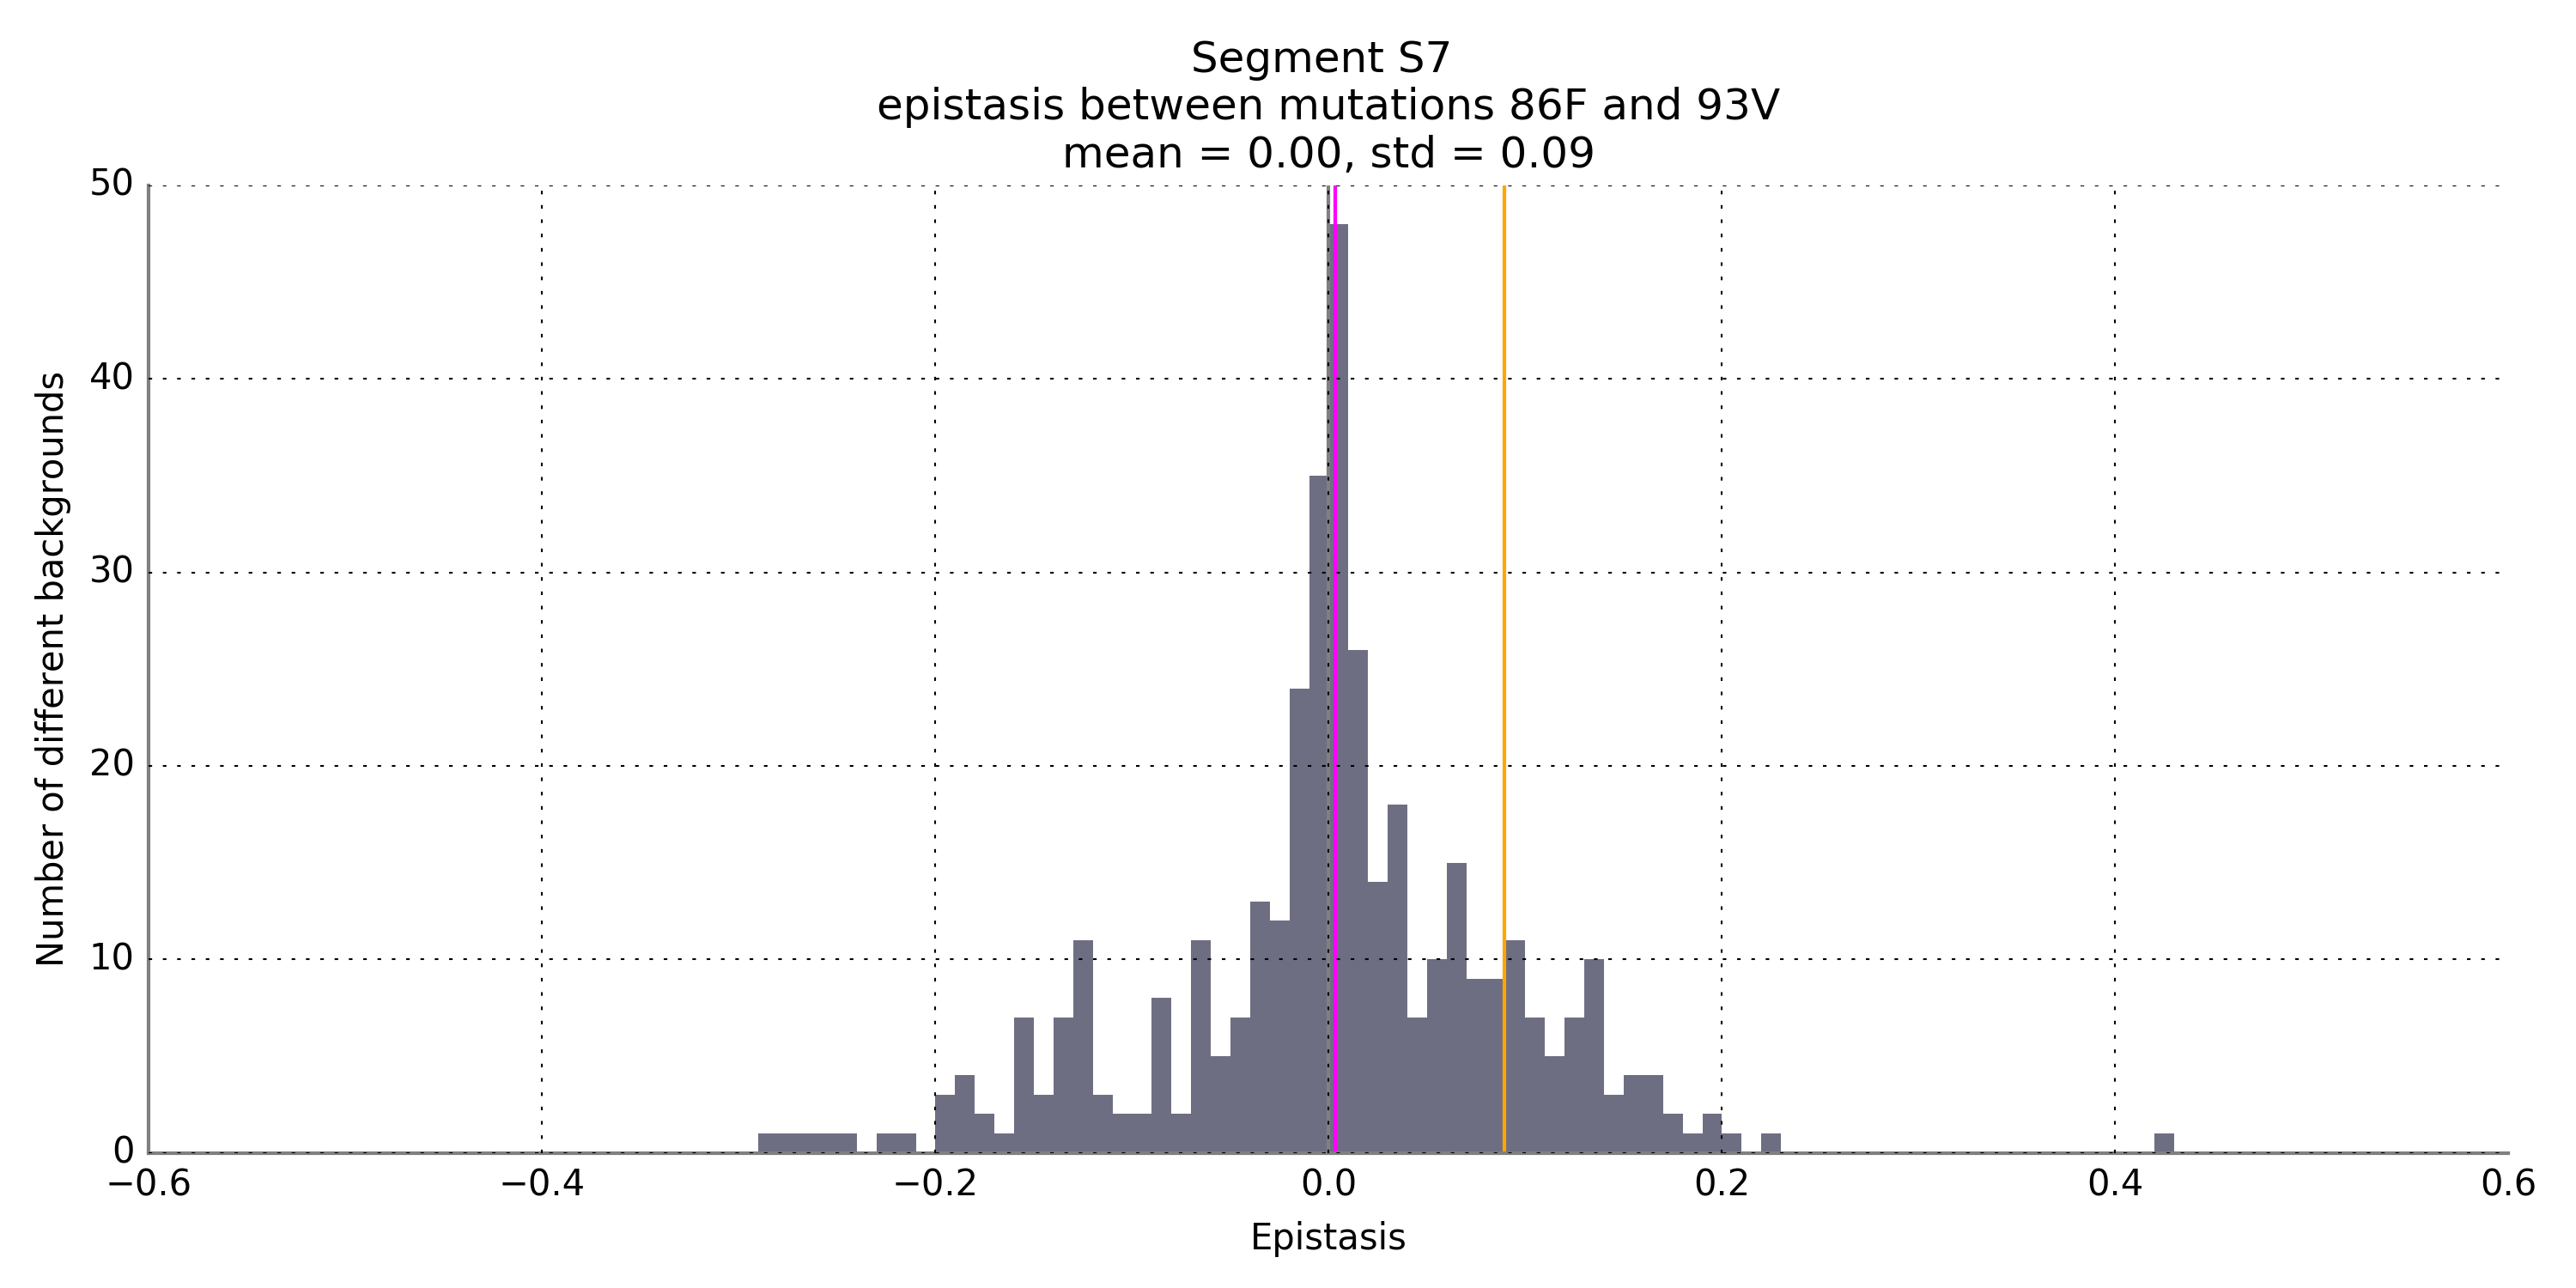 Segment S7
epistasis between mutations 86F and 93V
mean = 0.00, std = 0.09
50
40
30
20
10
0
Number of different backgrounds
−0.6
−0.4
−0.2
0.0
0.2
0.4
0.6
Epistasis